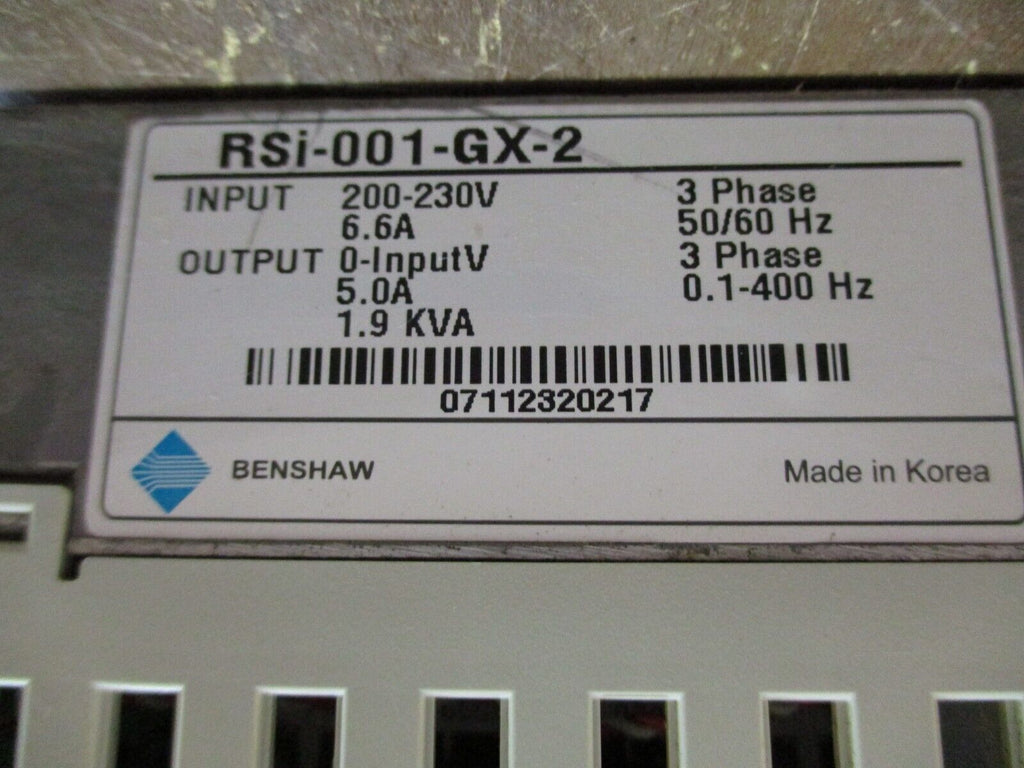 RSi-001-GX-2
INPUT 200-230V 3 Phase
6.6A 50/60 Hz
OUTPUT 0-InputV 3 Phase
5.0A 0.1-400 Hz
1.9 KVA
07112320217
BENSHAW Made in Korea